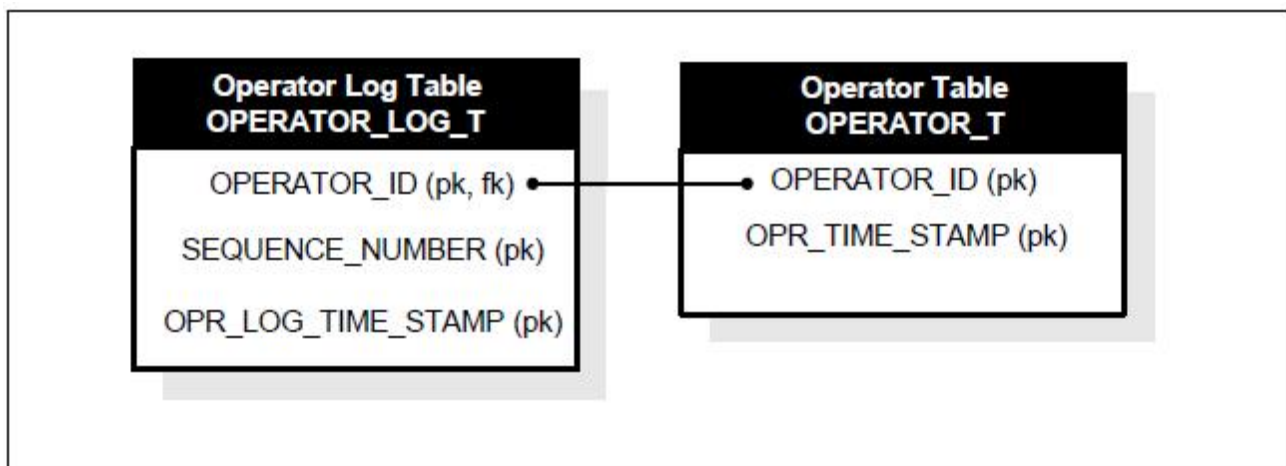 Operator Log Table
OPERATOR_LOG_T
OPERATOR_ID (pk, fk)
SEQUENCE_NUMBER (pk)
OPR_LOG_TIME_STAMP (pk)
Operator Table
OPERATOR_T
OPERATOR_ID (pk)
OPR_TIME_STAMP (pk)